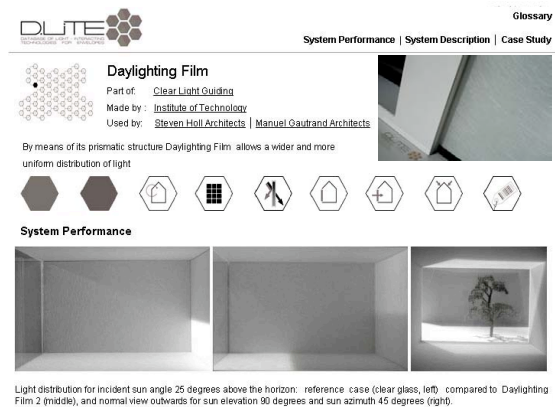 Glossary
DLITE
DATABASE OF LIGHT - INTERACTING
TECHNOLOGIES FOR ENVELOPES
System Performance | System Description | Case Study
Daylighting Film
Part of: Clear Light Guiding
Made by : Institute of Technology
Used by: Steven Holl Architects | Manuel Gautrand Architects
By means of its prismatic structure Daylighting Film allows a wider and more
uniform distribution of light
System Performance
Light distribution for incident sun angle 25 degrees above the horizon: reference case (clear glass, left) compared to Daylighting
Film 2 (middle), and normal view outwards for sun elevation 90 degrees and sun azimuth 45 degrees (right).